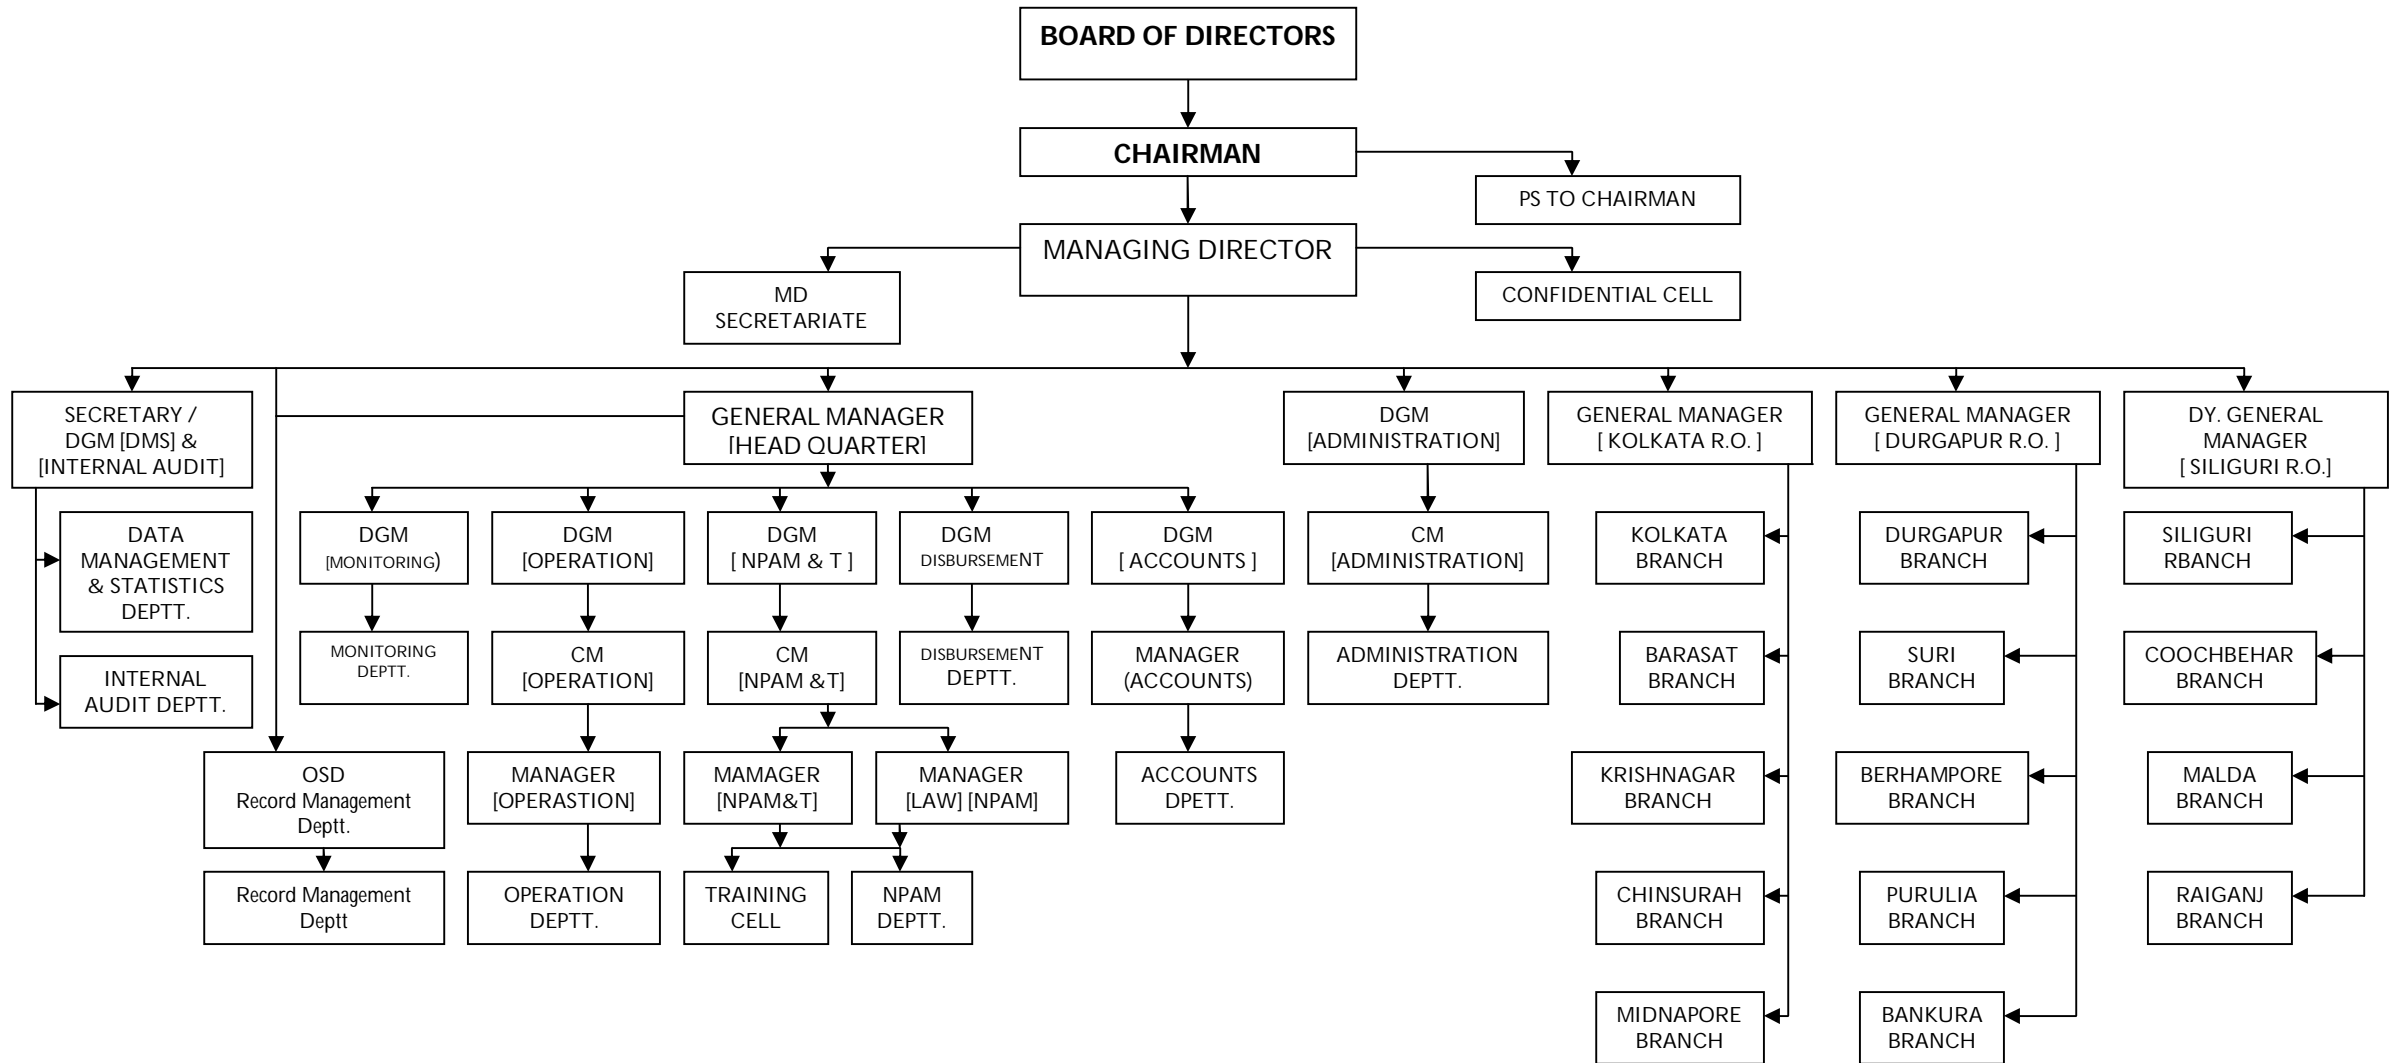 BOARD OF DIRECTORS
CHAIRMAN
PS TO CHAIRMAN
MANAGING DIRECTOR
MD
SECRETARIATE
CONFIDENTIAL CELL
SECRETARY /
DGM [DMS] &
[INTERNAL AUDIT]
GENERAL MANAGER
[HEAD QUARTER]
DGM
[ADMINISTRATION]
GENERAL MANAGER
[ KOLKATA R.O. ]
GENERAL MANAGER
[ DURGAPUR R.O. ]
DY. GENERAL
MANAGER
[ SILIGURI R.O.]
DATA
MANAGEMENT
& STATISTICS
DEPTT.
DGM
[MONITORING)
DGM
[OPERATION]
DGM
[ NPAM & T ]
DGM
DISBURSEMENT
DGM
[ ACCOUNTS ]
CM
[ADMINISTRATION]
KOLKATA
BRANCH
DURGAPUR
BRANCH
SILIGURI
RBANCH
INTERNAL
AUDIT DEPTT.
MONITORING
DEPTT.
CM
[OPERATION]
CM
[NPAM &T]
DISBURSEMENT
DEPTT.
MANAGER
(ACCOUNTS)
ADMINISTRATION
DEPTT.
BARASAT
BRANCH
SURI
BRANCH
COOCHBEHAR
BRANCH
OSD
Record Management
Deptt.
MANAGER
[OPERASTION]
MAMAGER
[NPAM&T]
MANAGER
[LAW] [NPAM]
ACCOUNTS
DPETT.
KRISHNAGAR
BRANCH
BERHAMPORE
BRANCH
MALDA
BRANCH
Record Management
Deptt
OPERATION
DEPTT.
TRAINING
CELL
NPAM
DEPTT.
CHINSURAH
BRANCH
PURULIA
BRANCH
RAIGANJ
BRANCH
MIDNAPORE
BRANCH
BANKURA
BRANCH